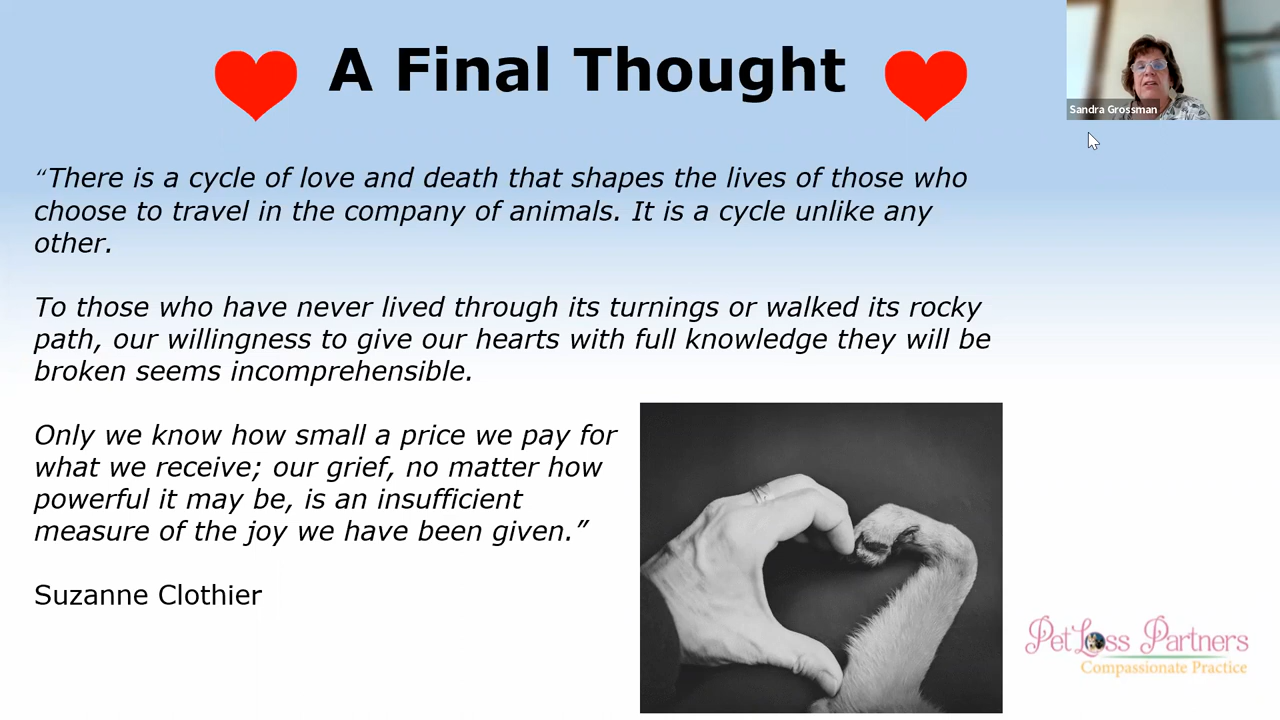 A Final Thought
Sandra Grossman
“There is a cycle of love and death that shapes the lives of those who
choose to travel in the company of animals. It is a cycle unlike any
other.
To those who have never lived through its turnings or walked its rocky
path, our willingness to give our hearts with full knowledge they will be
broken seems incomprehensible.
Only we know how small a price we pay for
what we receive; our grief, no matter how
powerful it may be, is an insufficient
measure of the joy we have been given.”
Suzanne Clothier
Pet Loss Partners
Compassionate Practice